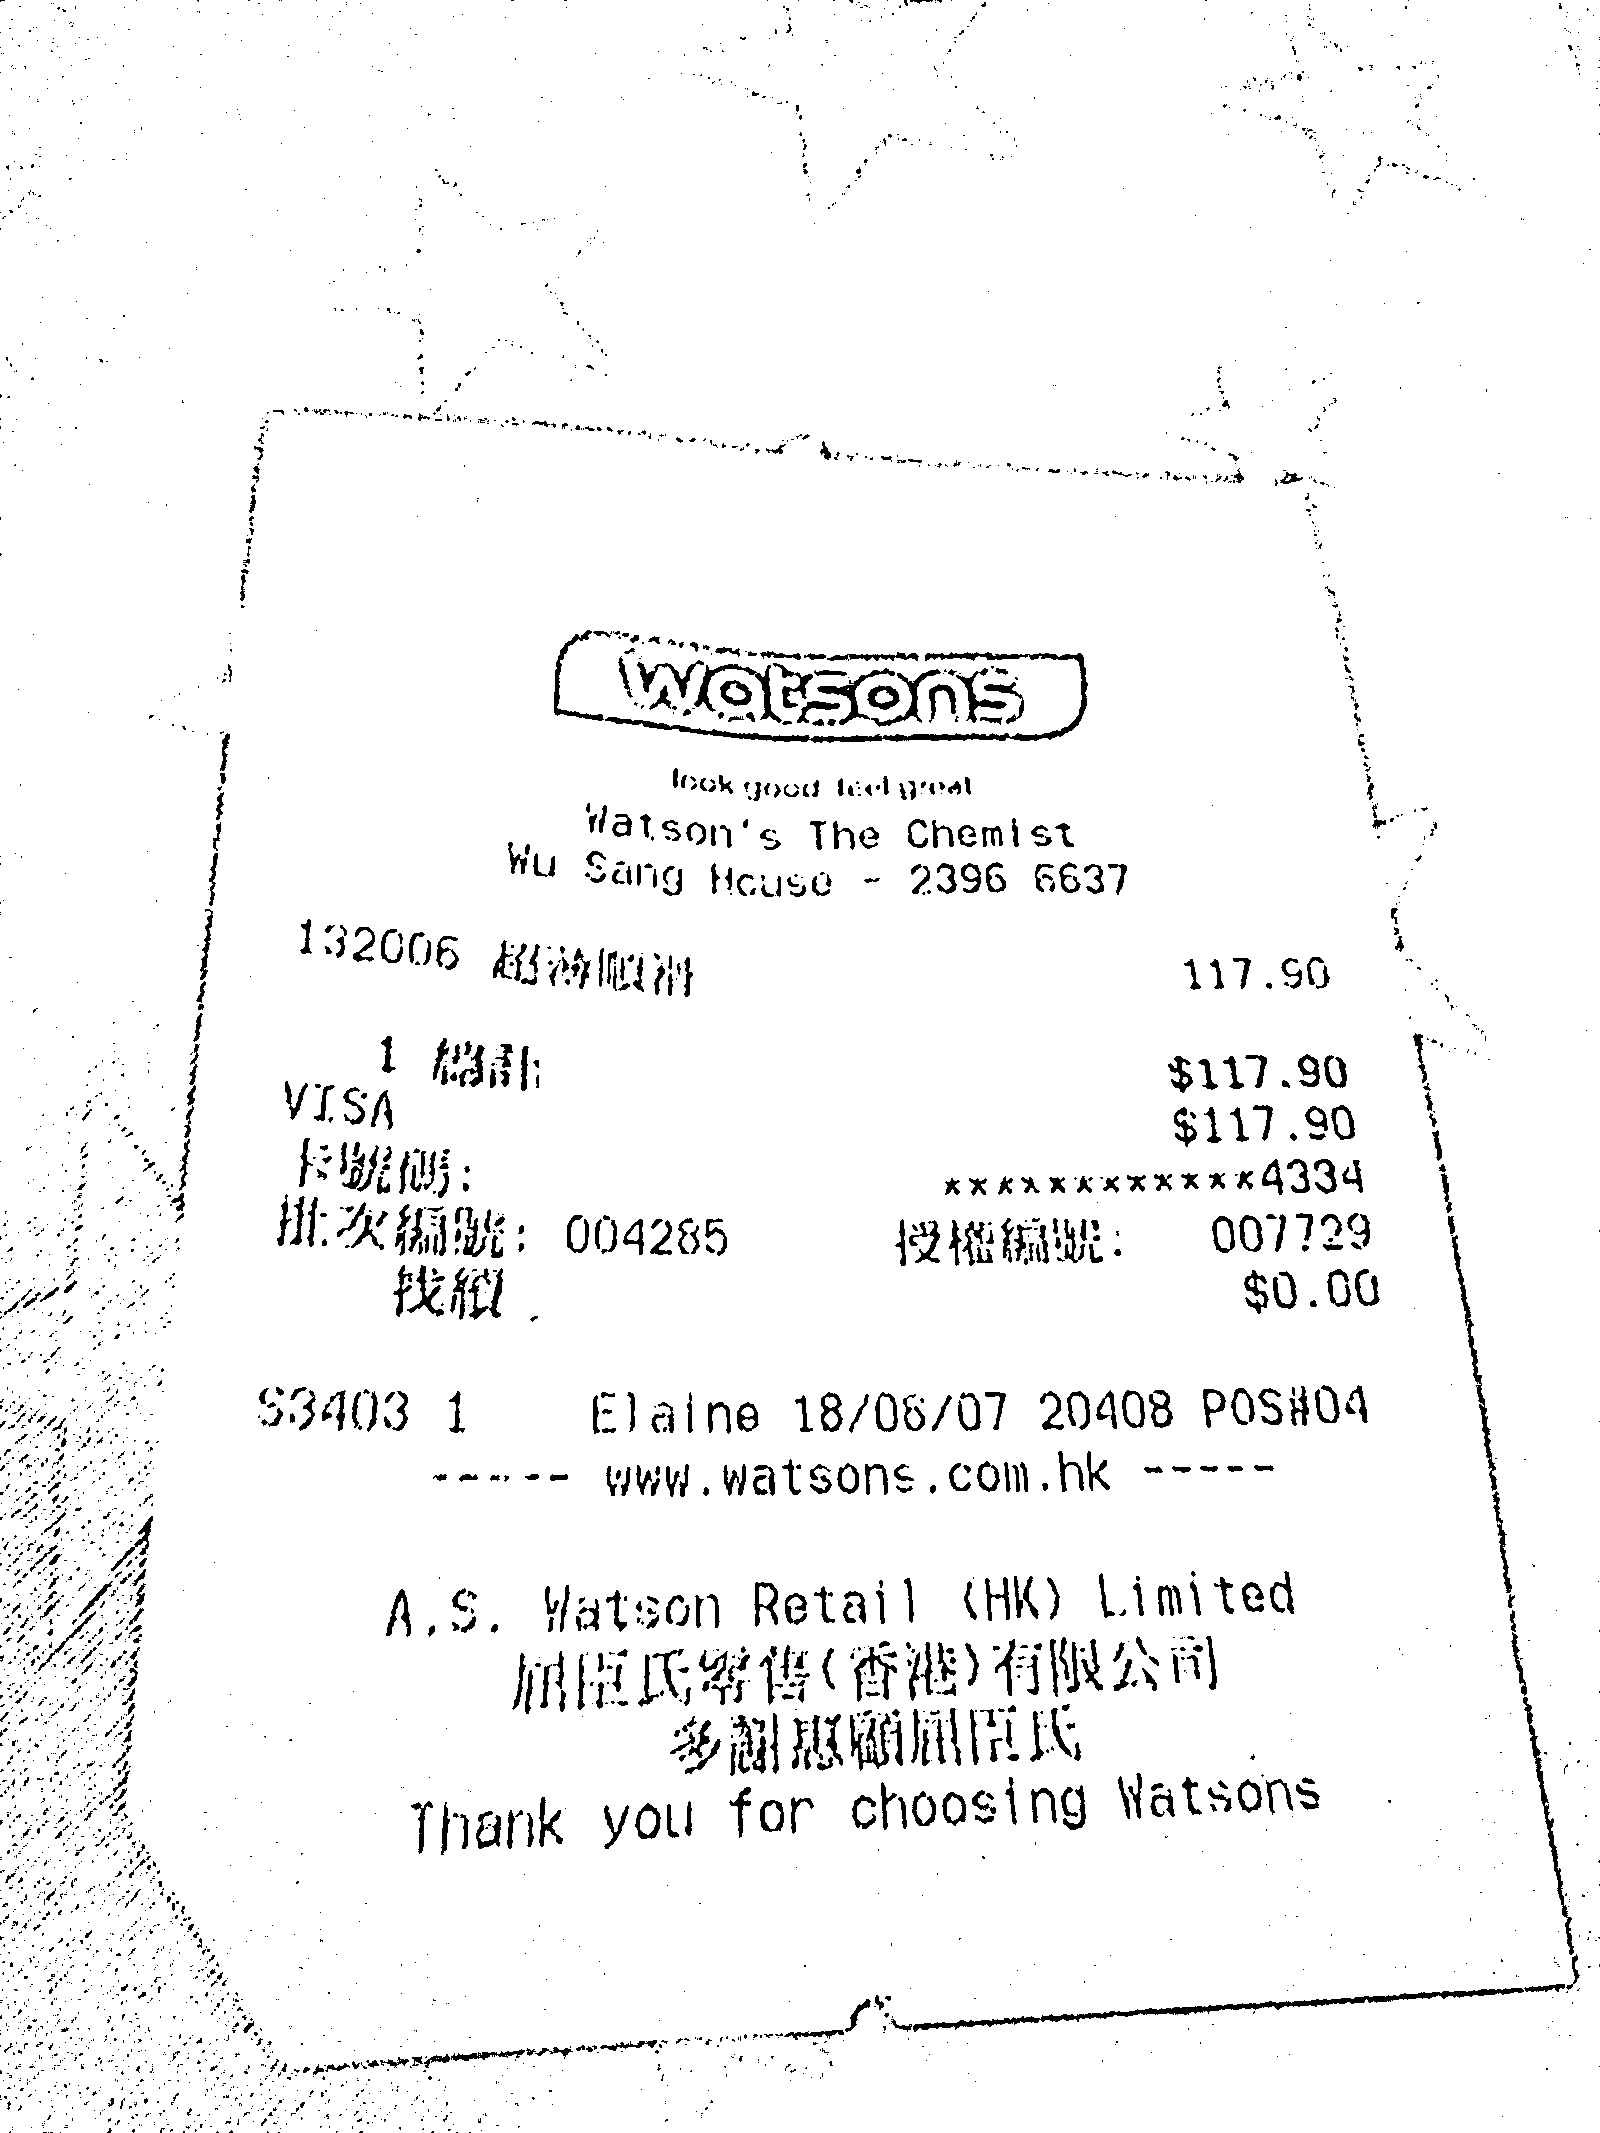 watsons
look good feel great
Watson's The Chemist
Wu Sang House - 2396 6637
132006 117.90
1 總計 $117.90
VISA $117.90
卡號碼: ************4334
批次編號: 004285 授權編號: 007729
找續 $0.00
S3403 1 Elaine 18/06/07 20408 POS#04
----- www.watsons.com.hk -----
A.S. Watson Retail (HK) Limited
屈臣氏零售(香港)有限公司
多謝惠顧屈臣氏
Thank you for choosing Watsons